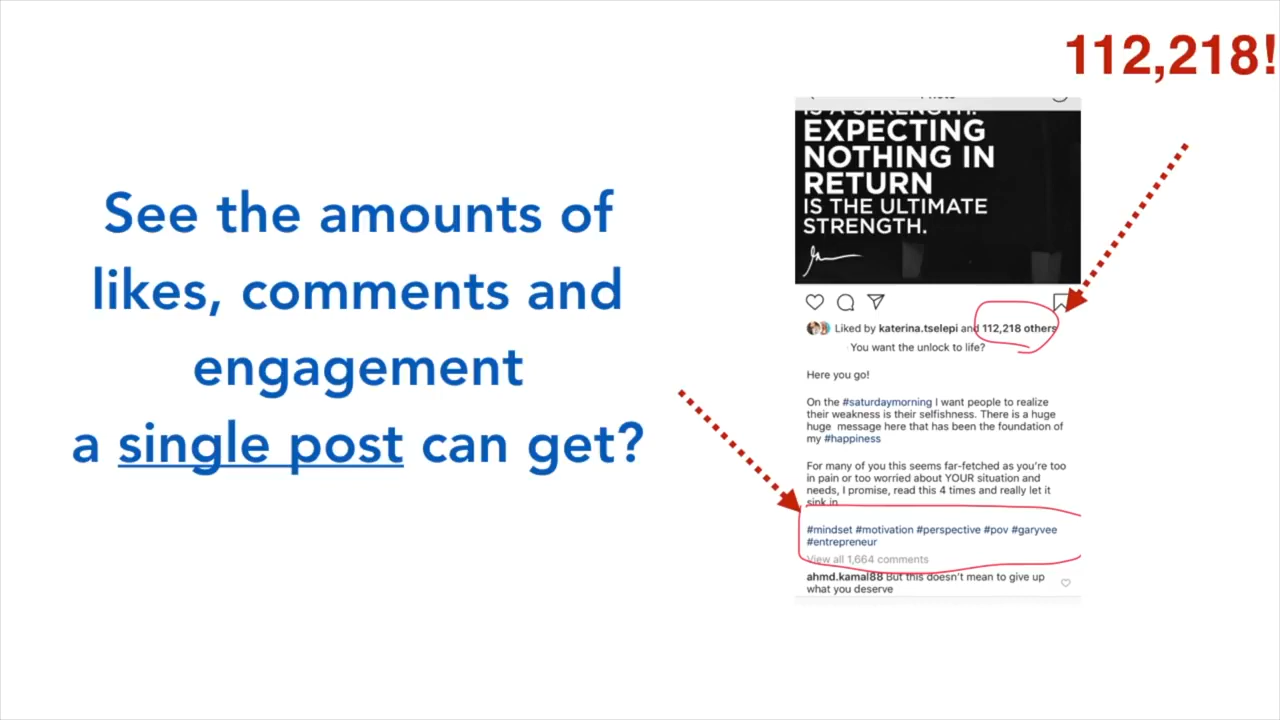 112,218!
See the amounts of
likes, comments and
engagement
a single post can get?
IS A STRENGTH.
EXPECTING
NOTHING IN
RETURN
IS THE ULTIMATE
STRENGTH.
Liked by katerina.tselepi and 112,218 others
You want the unlock to life?
Here you go!
On the #saturdaymorning I want people to realize
their weakness is their selfishness. There is a huge
huge message here that has been the foundation of
my #happiness
For many of you this seems far-fetched as you're too
in pain or too worried about YOUR situation and
needs, I promise, read this 4 times and really let it
sink in
#mindset #motivation #perspective #pov #garyvee
#entrepreneur
View all 1,664 comments
ahmd.kamal88 But this doesn't mean to give up
what you deserve